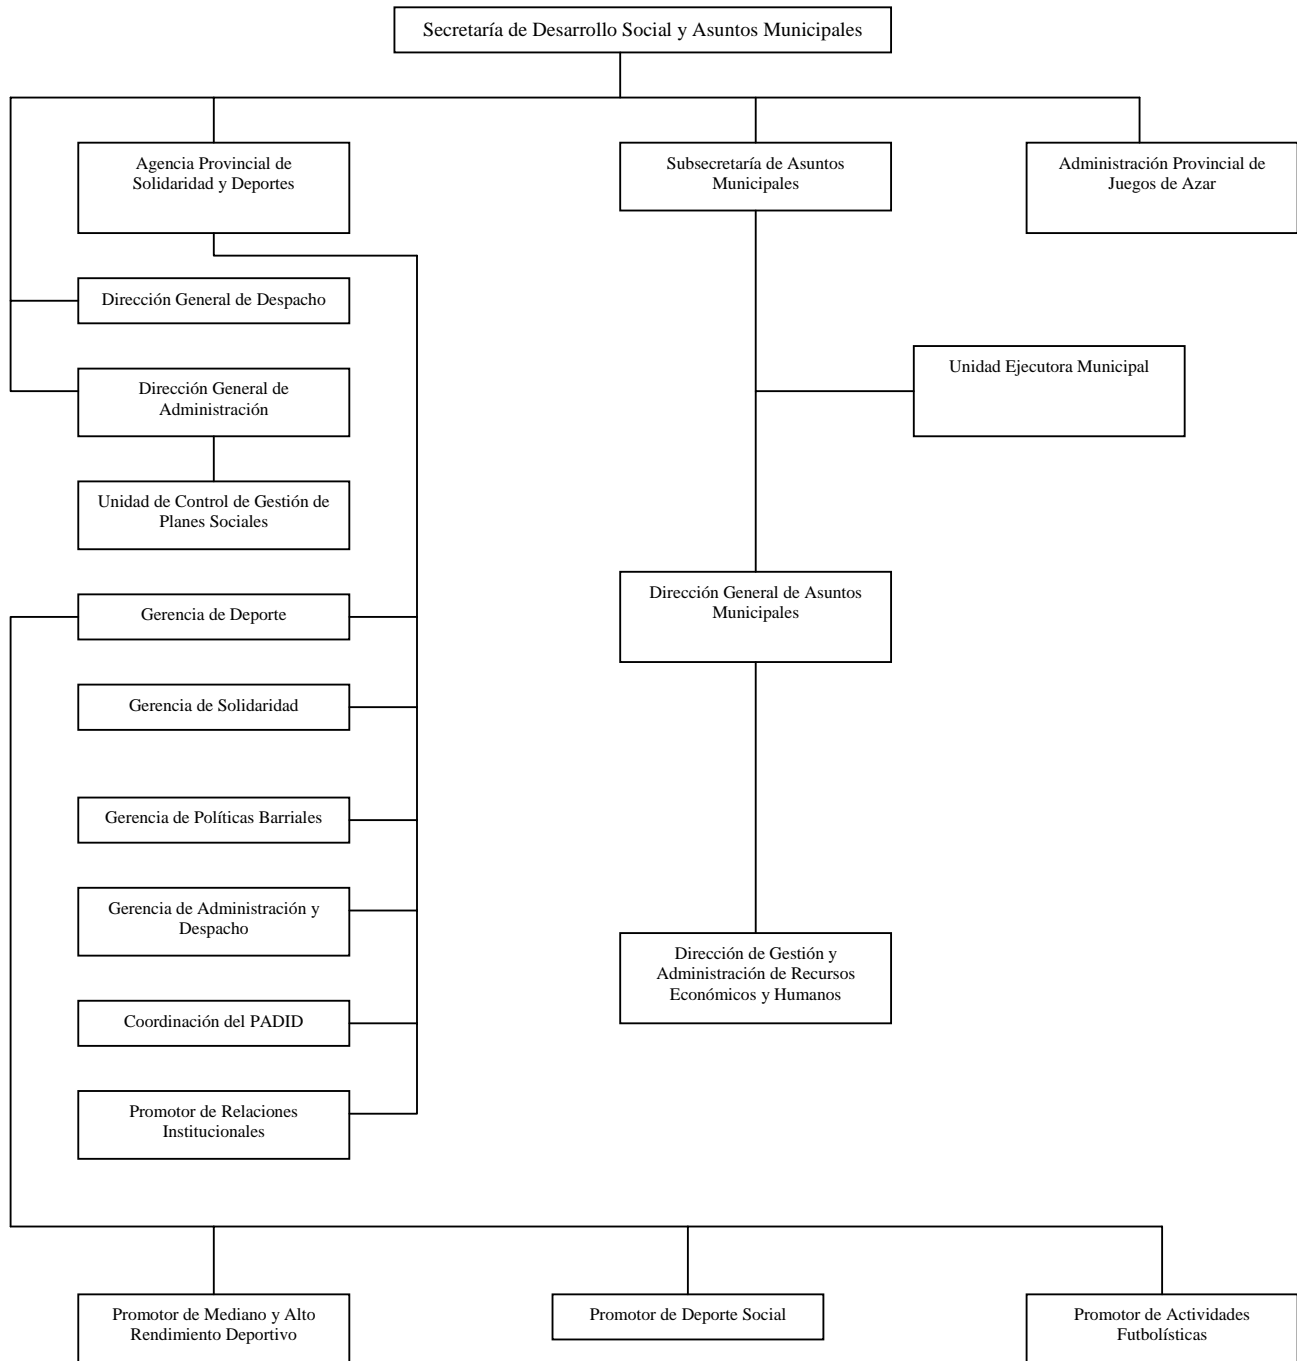 Secretaría de Desarrollo Social y Asuntos Municipales
Agencia Provincial de
Solidaridad y Deportes
Subsecretaría de Asuntos
Municipales
Administración Provincial de
Juegos de Azar
Dirección General de Despacho
Unidad Ejecutora Municipal
Dirección General de
Administración
Unidad de Control de Gestión de
Planes Sociales
Dirección General de Asuntos
Municipales
Gerencia de Deporte
Gerencia de Solidaridad
Gerencia de Políticas Barriales
Gerencia de Administración y
Despacho
Dirección de Gestión y
Administración de Recursos
Económicos y Humanos
Coordinación del PADID
Promotor de Relaciones
Institucionales
Promotor de Mediano y Alto
Rendimiento Deportivo
Promotor de Deporte Social
Promotor de Actividades
Futbolísticas